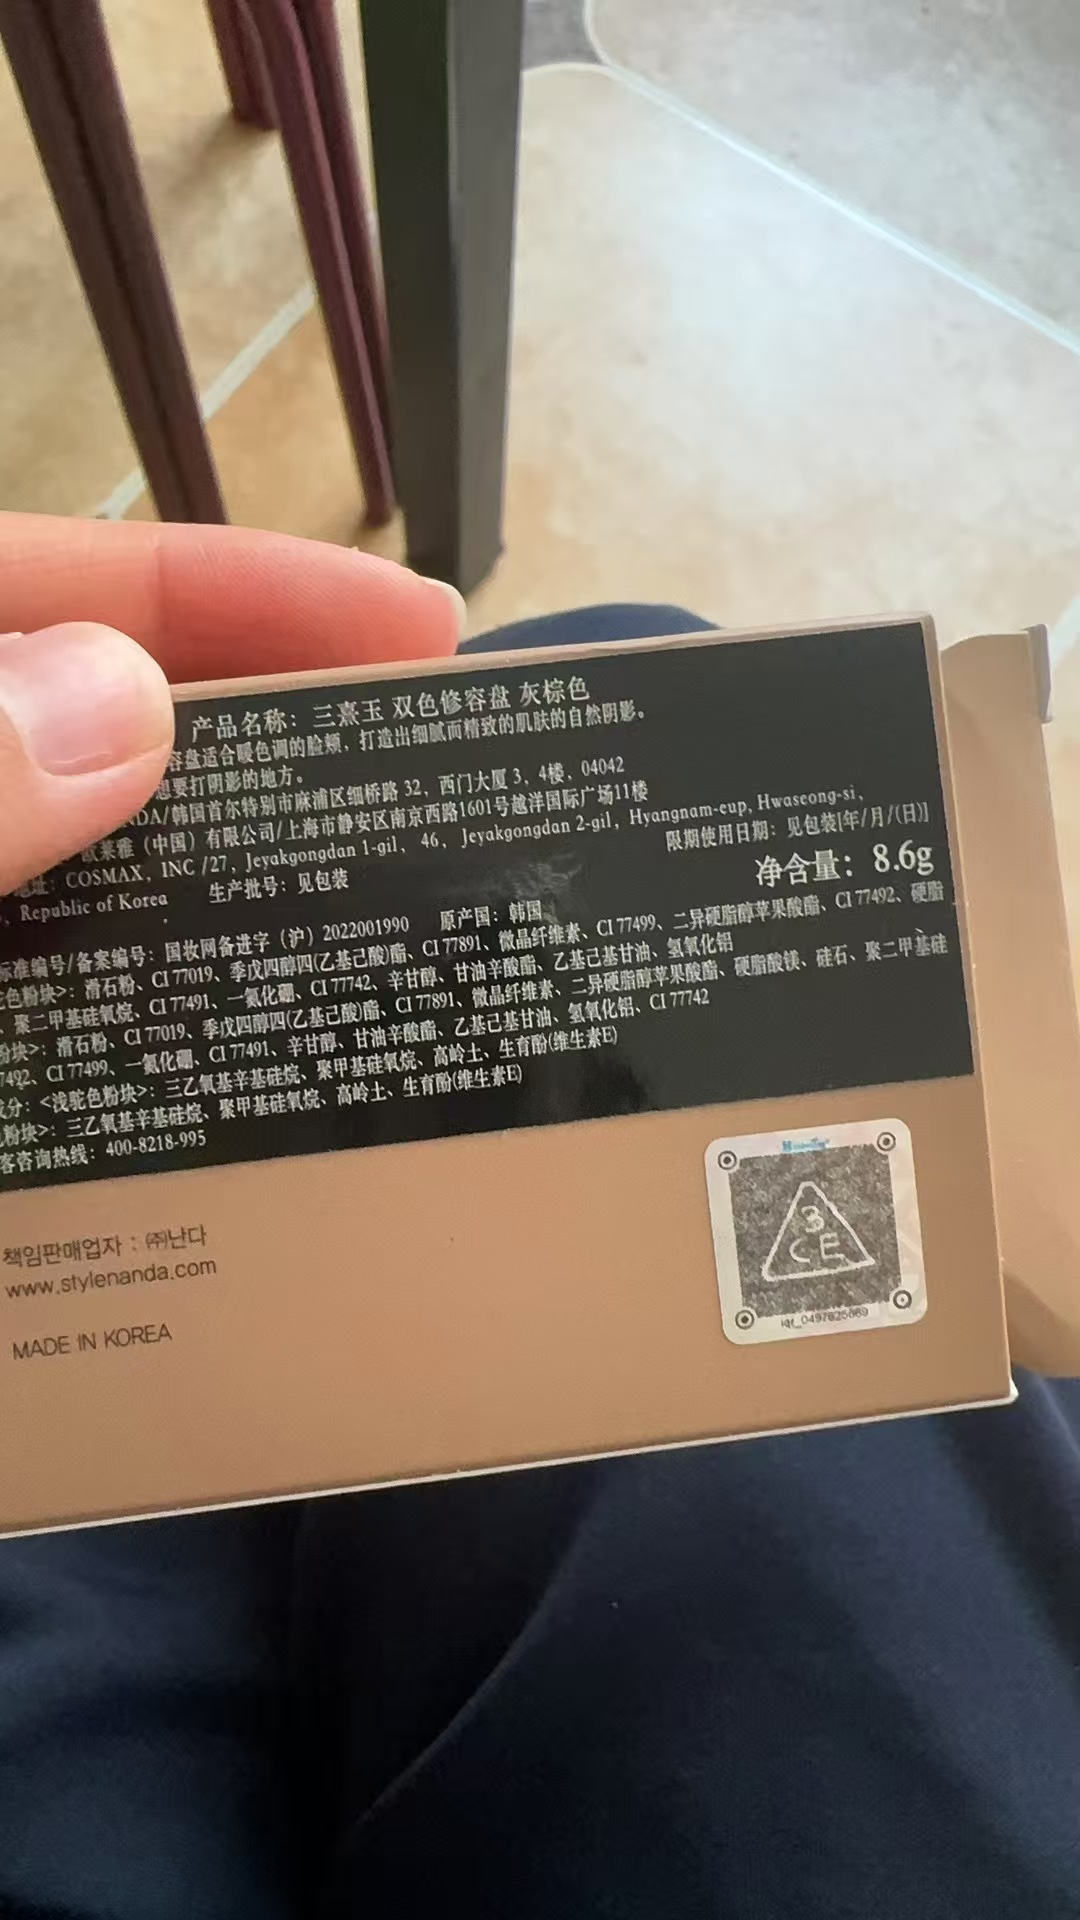 产品名称：三熹玉 双色修容盘 灰棕色
容盘适合暖色调的脸颊，打造出细腻而精致的肌肤的自然阴影。
想要打阴影的地方。
DA/韩国首尔特别市麻浦区细桥路 32，西门大厦 3，4楼，04042
欧莱雅（中国）有限公司/上海市静安区南京西路1601号越洋国际广场11楼
地址：COSMAX, INC /27, Jeyakgongdan 1-gil, 46, Jeyakgongdan 2-gil, Hyangnam-eup, Hwaseong-si,
, Republic of Korea 生产批号：见包装 限期使用日期：见包装[年/月/(日)]
净含量：8.6g
标准编号/备案编号：国妆网备进字（沪）2022001990 原产国：韩国
色粉块>：滑石粉、CI 77019、季戊四醇四(乙基己酸)酯、CI 77891、微晶纤维素、CI 77499、二异硬脂醇苹果酸酯、CI 77492、硬脂
、聚二甲基硅氧烷、CI 77491、一氮化硼、CI 77742、辛甘醇、甘油辛酸酯、乙基己基甘油、氢氧化铝
粉块>：滑石粉、CI 77019、季戊四醇四(乙基己酸)酯、CI 77891、微晶纤维素、二异硬脂醇苹果酸酯、硬脂酸镁、硅石、聚二甲基硅
7492、CI 77499、一氮化硼、CI 77491、辛甘醇、甘油辛酸酯、乙基己基甘油、氢氧化铝、CI 77742
成分：<浅驼色粉块>：三乙氧基辛基硅烷、聚甲基硅氧烷、高岭土、生育酚(维生素E)
色粉块>：三乙氧基辛基硅烷、聚甲基硅氧烷、高岭土、生育酚(维生素E)
客咨询热线：400-8218-995
책임판매업자 : ㈜난다
www.stylenanda.com
MADE IN KOREA
3
CE